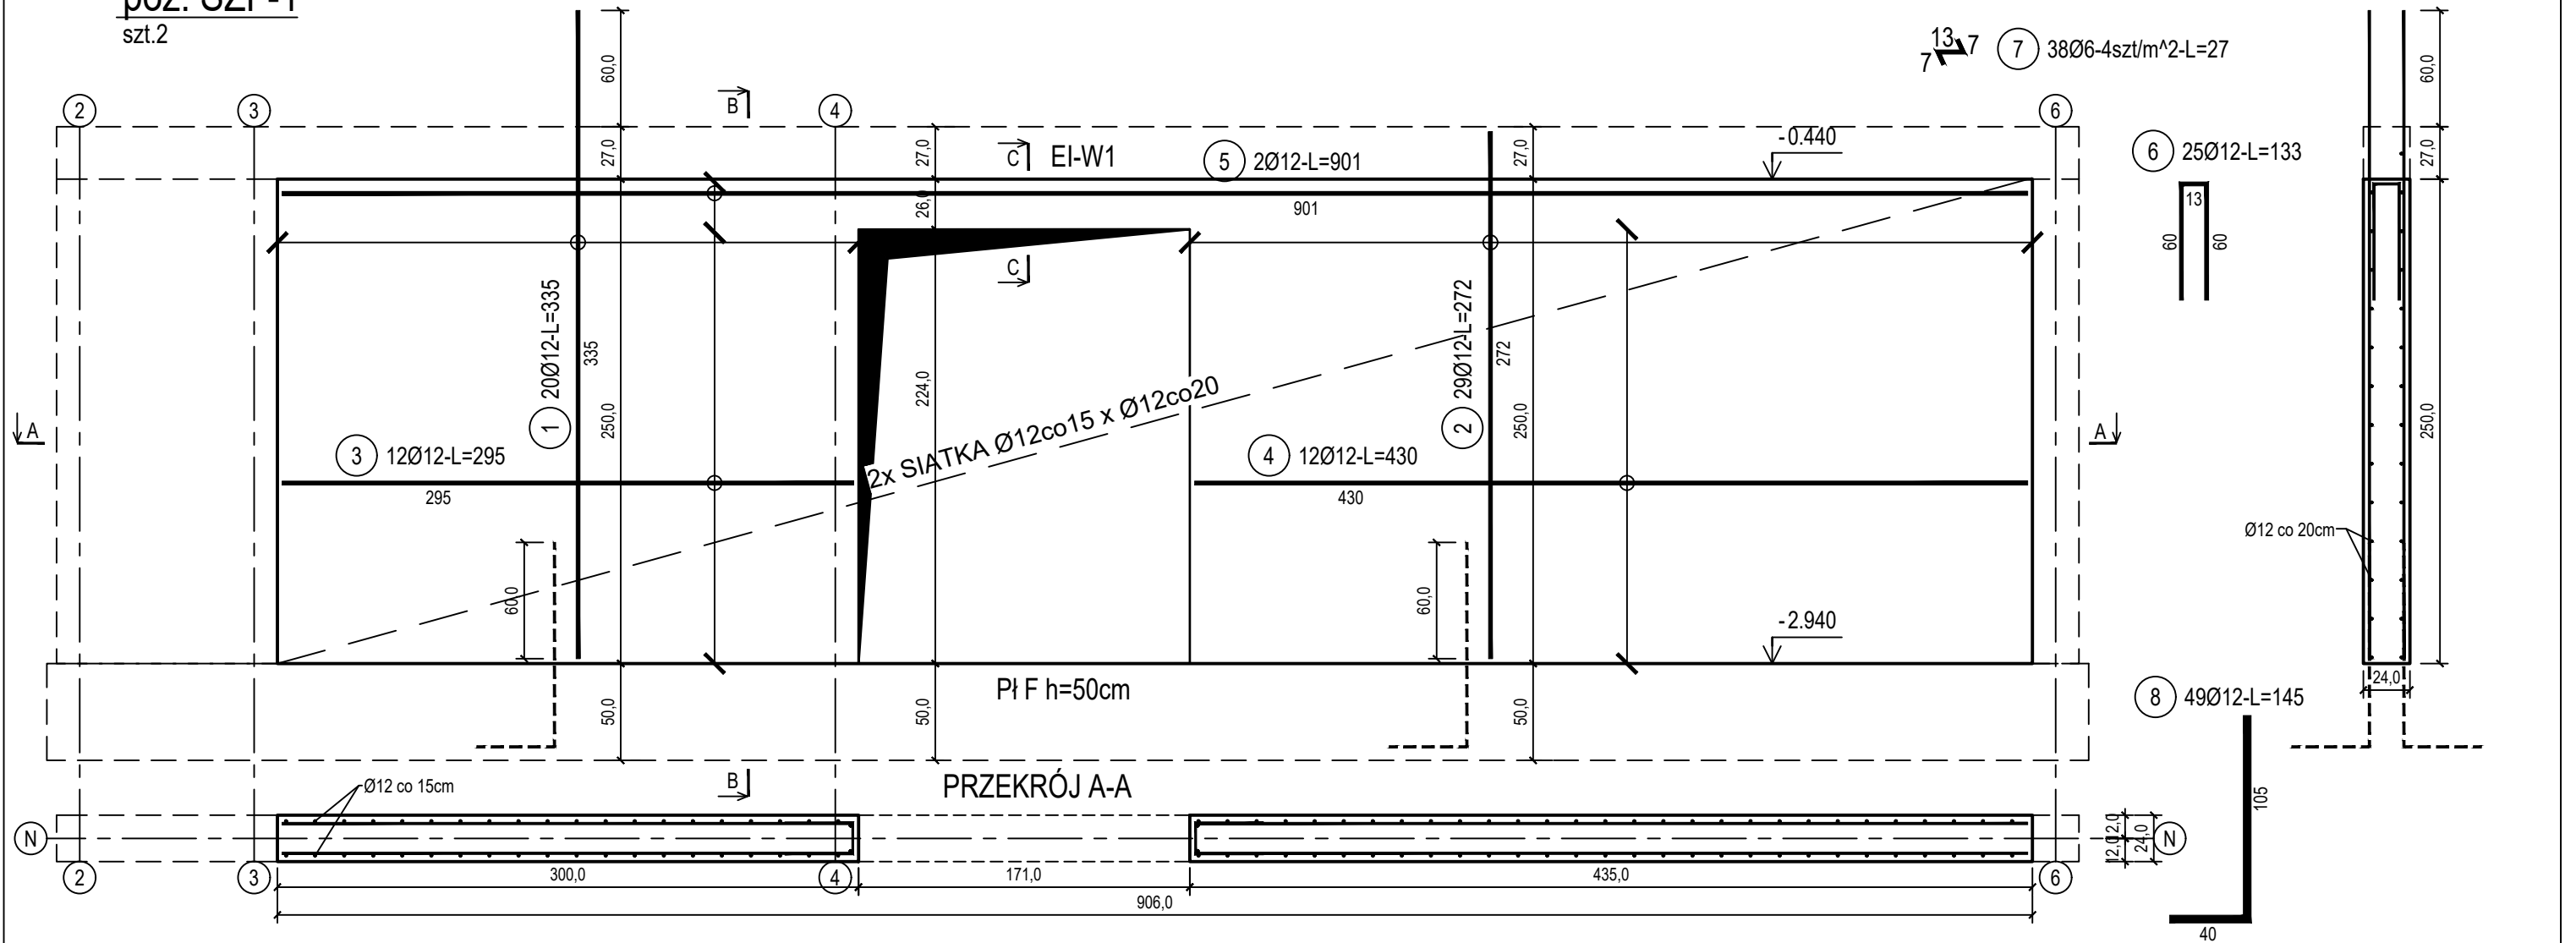 poz. SZF-1
szt.2
13
7
7
7 38Ø6-4szt/m^2-L=27
60,0
60,0
2
3
B
4
6
27,0
27,0
C
EI-W1
5 2Ø12-L=901
27,0
-0.440
6 25Ø12-L=133
27,0
26,0
901
13
60
60
C
1 20Ø12-L=335
335
250,0
224,0
2 29Ø12-L=272
272
250,0
250,0
2x SIATKA Ø12co15 x Ø12co20
A
A
3 12Ø12-L=295
295
4 12Ø12-L=430
430
Ø12 co 20cm
60,0
60,0
-2.940
24,0
50,0
50,0
Pł F h=50cm
50,0
8 49Ø12-L=145
B
PRZEKRÓJ A-A
Ø12 co 15cm
105
N
12,0
12,0
24,0
N
2
3
300,0
4
171,0
435,0
6
906,0
40